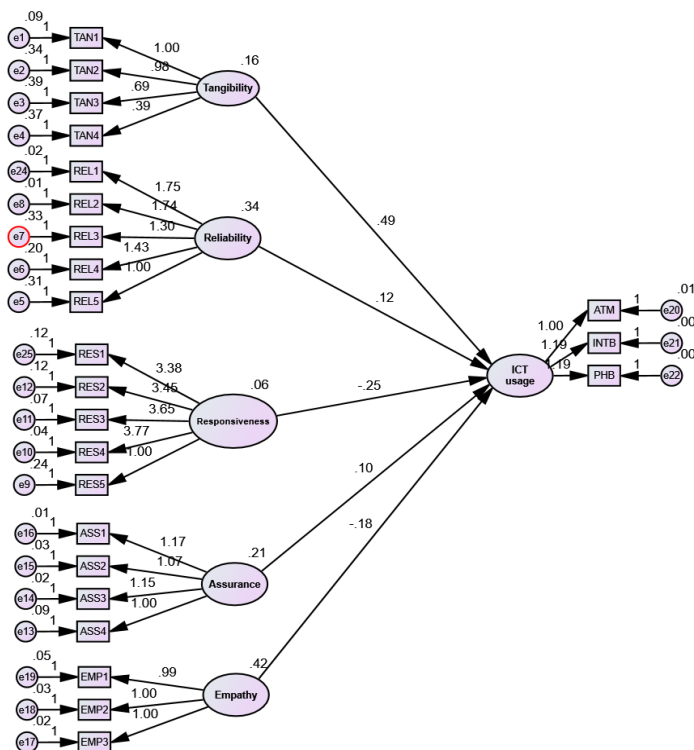 .09
e1 1 TAN1
.34
e2 1 TAN2
.39
e3 1 TAN3
.37
e4 1 TAN4
1.00
.98
.69
.39
.16
Tangibility
.02
e24 1 REL1
.01
e8 1 REL2
.33
e7 1 REL3
.20
e6 1 REL4
.31
e5 1 REL5
1.75
1.74
1.30
1.43
1.00
.34
Reliability
.12
e25 1 RES1
.12
e12 1 RES2
.07
e11 1 RES3
.04
e10 1 RES4
.24
e9 1 RES5
3.38
3.45
3.65
3.77
1.00
.06
Responsiveness
.01
e16 1 ASS1
.03
e15 1 ASS2
.02
e14 1 ASS3
.09
e13 1 ASS4
1.17
1.07
1.15
1.00
.21
Assurance
.05
e19 1 EMP1
.03
e18 1 EMP2
.02
e17 1 EMP3
.99
1.00
1.00
.42
Empathy
.49
.12
-.25
.10
-.18
ICT
usage
1.00
1.19
1.19
.01
ATM 1 e20
.00
INTB 1 e21
.00
PHB 1 e22